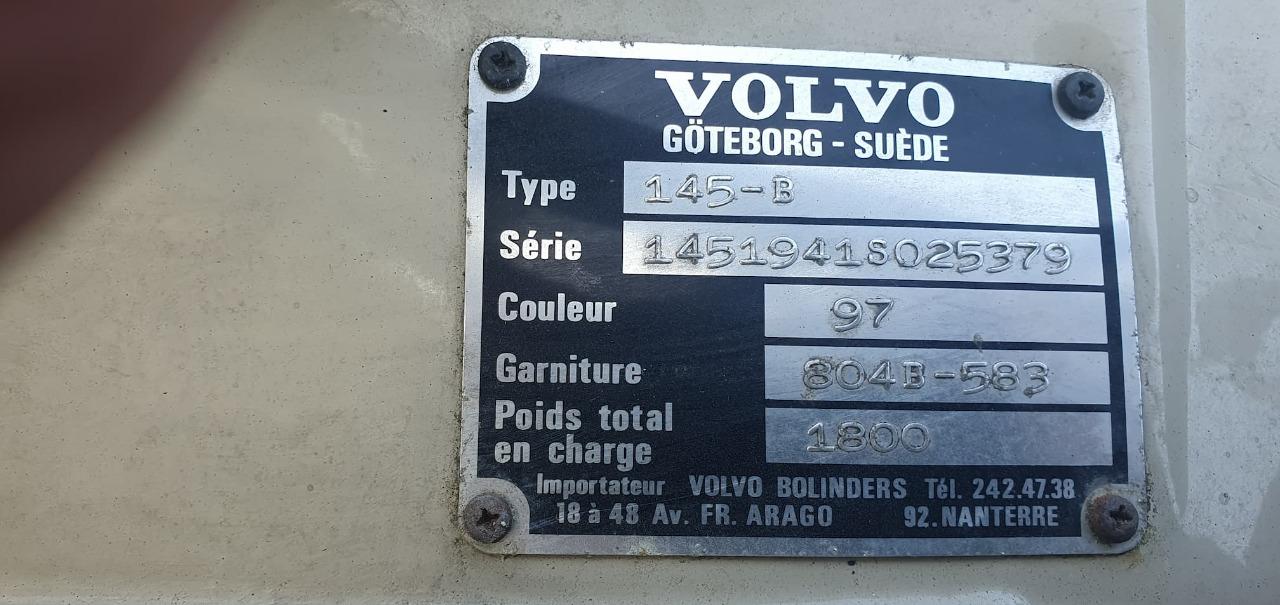 VOLVO
GÖTEBORG - SUÈDE
Type 145-B
Série 1451941S025379
Couleur 97
Garniture 804B-583
Poids total
en charge 1800
Importateur VOLVO BOLINDERS Tél. 242.47.38
18 à 48 Av. FR. ARAGO 92. NANTERRE